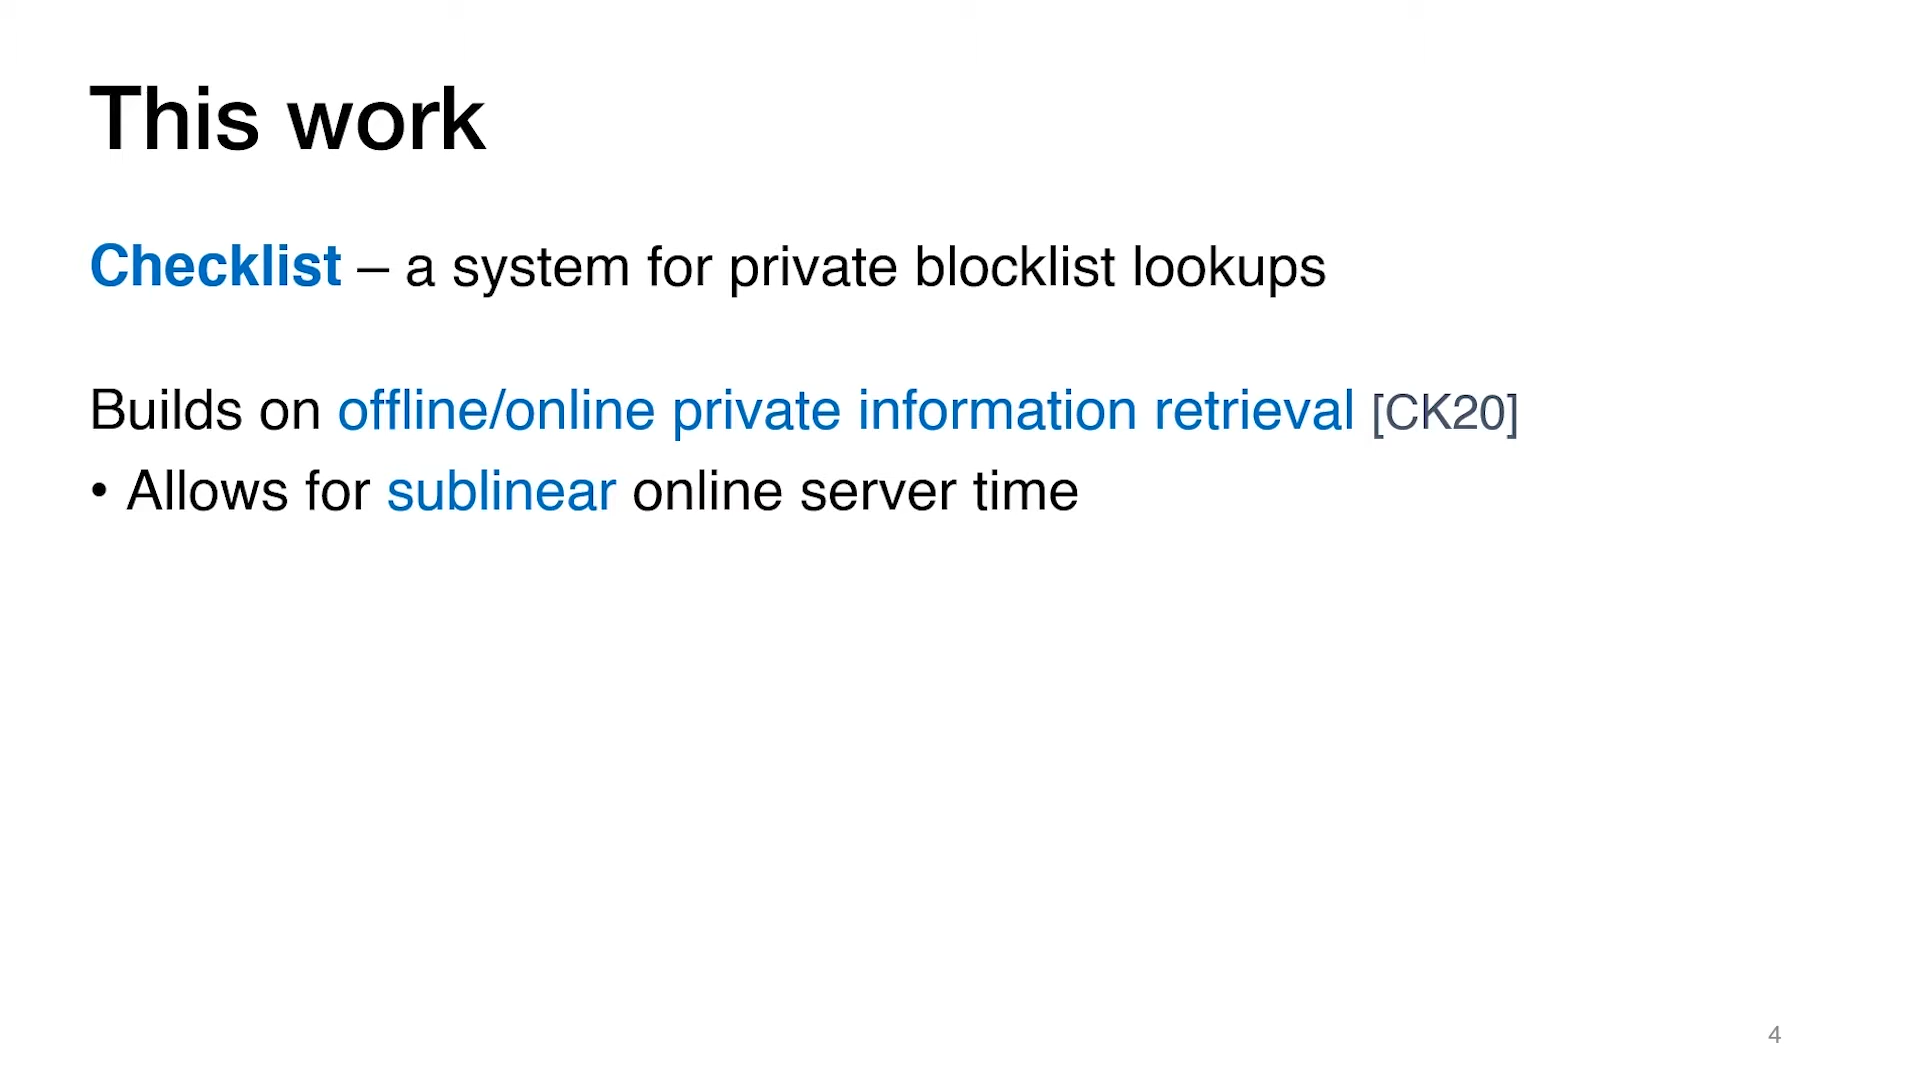 This work
Checklist – a system for private blocklist lookups
Builds on offline/online private information retrieval [CK20]
• Allows for sublinear online server time
4